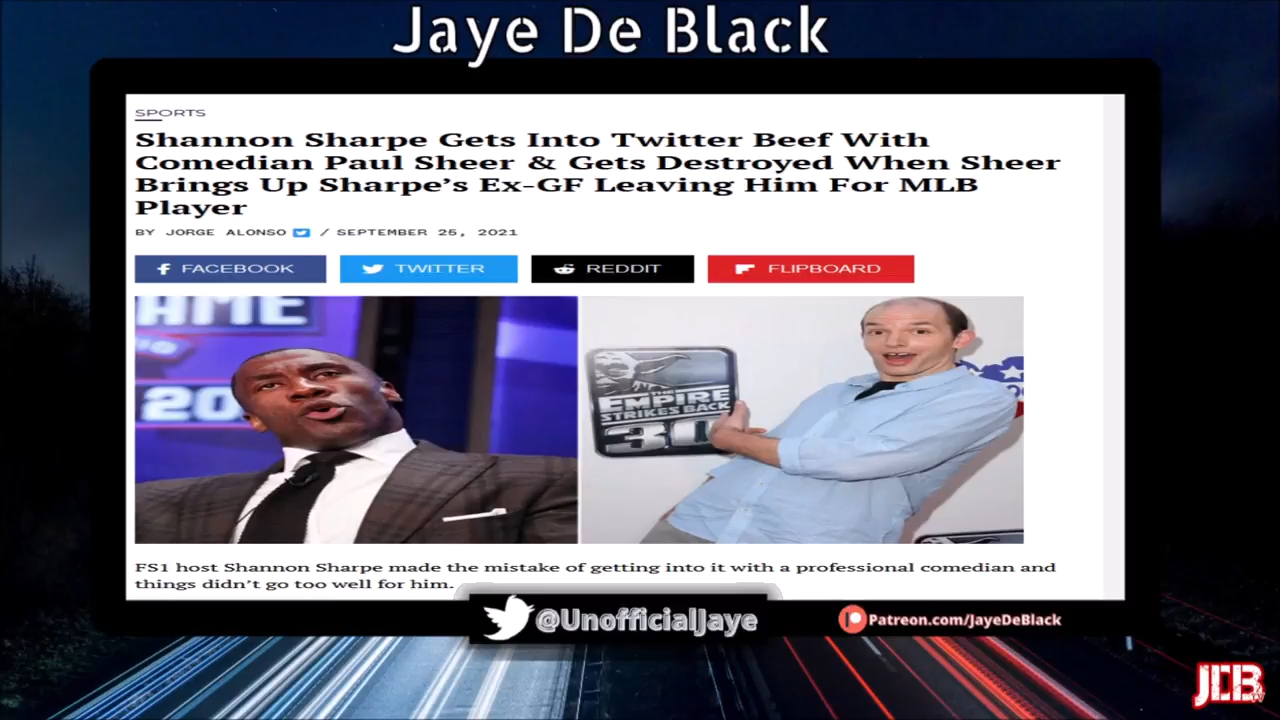 Jaye De Black
SPORTS
Shannon Sharpe Gets Into Twitter Beef With
Comedian Paul Sheer & Gets Destroyed When Sheer
Brings Up Sharpe's Ex-GF Leaving Him For MLB
Player
BY JORGE ALONSO / SEPTEMBER 25, 2021
FACEBOOK TWITTER REDDIT FLIPBOARD
AME
20
THE
EMPIRE
STRIKES BACK
30
FS1 host Shannon Sharpe made the mistake of getting into it with a professional comedian and
things didn't go too well for him.
@UnofficialJaye
Patreon.com/JayeDeBlack
JDB
TV